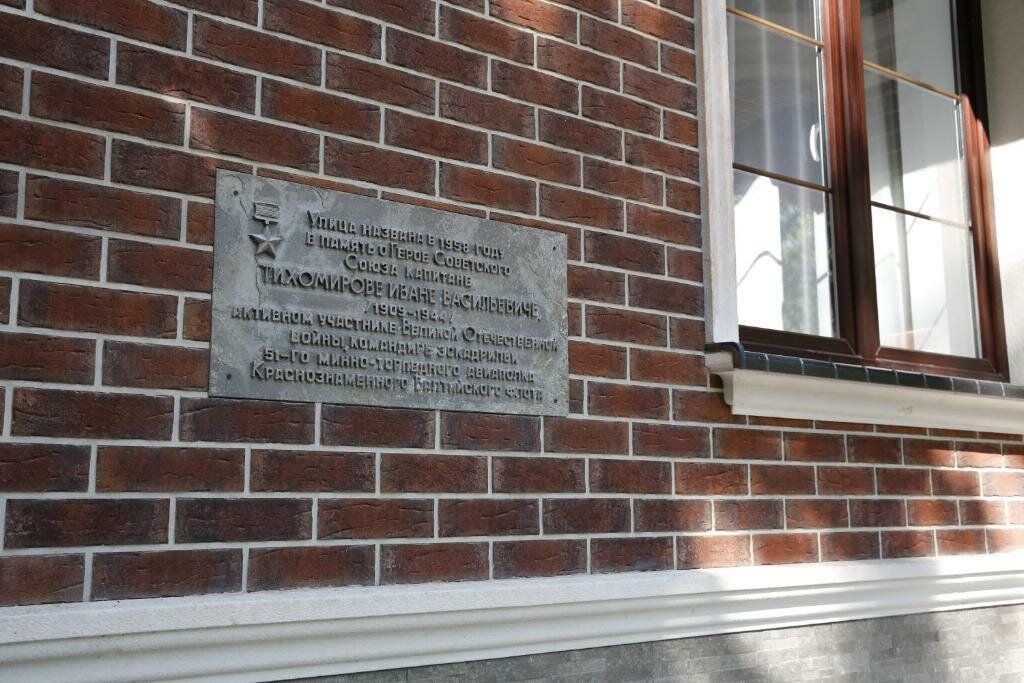 Улица названа в 1958 году
в память о Герое Советского
Союза капитане
Тихомирове Иване Васильевиче,
/1909-1944/
активном участнике Великой Отечественной
войны, командире эскадрильи
51-го минно-торпедного авиаполка
Краснознаменного Балтийского флота